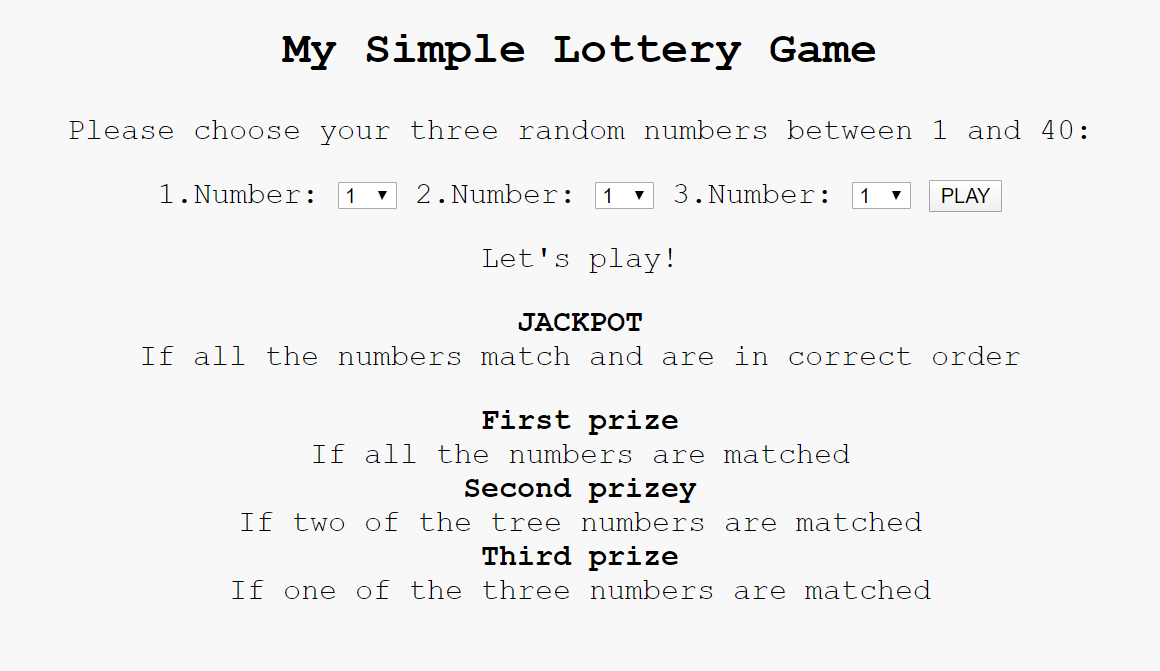 My Simple Lottery Game
Please choose your three random numbers between 1 and 40:
1.Number: 1 ▼ 2.Number: 1 ▼ 3.Number: 1 ▼ PLAY
Let's play!
JACKPOT
If all the numbers match and are in correct order
First prize
If all the numbers are matched
Second prizey
If two of the tree numbers are matched
Third prize
If one of the three numbers are matched